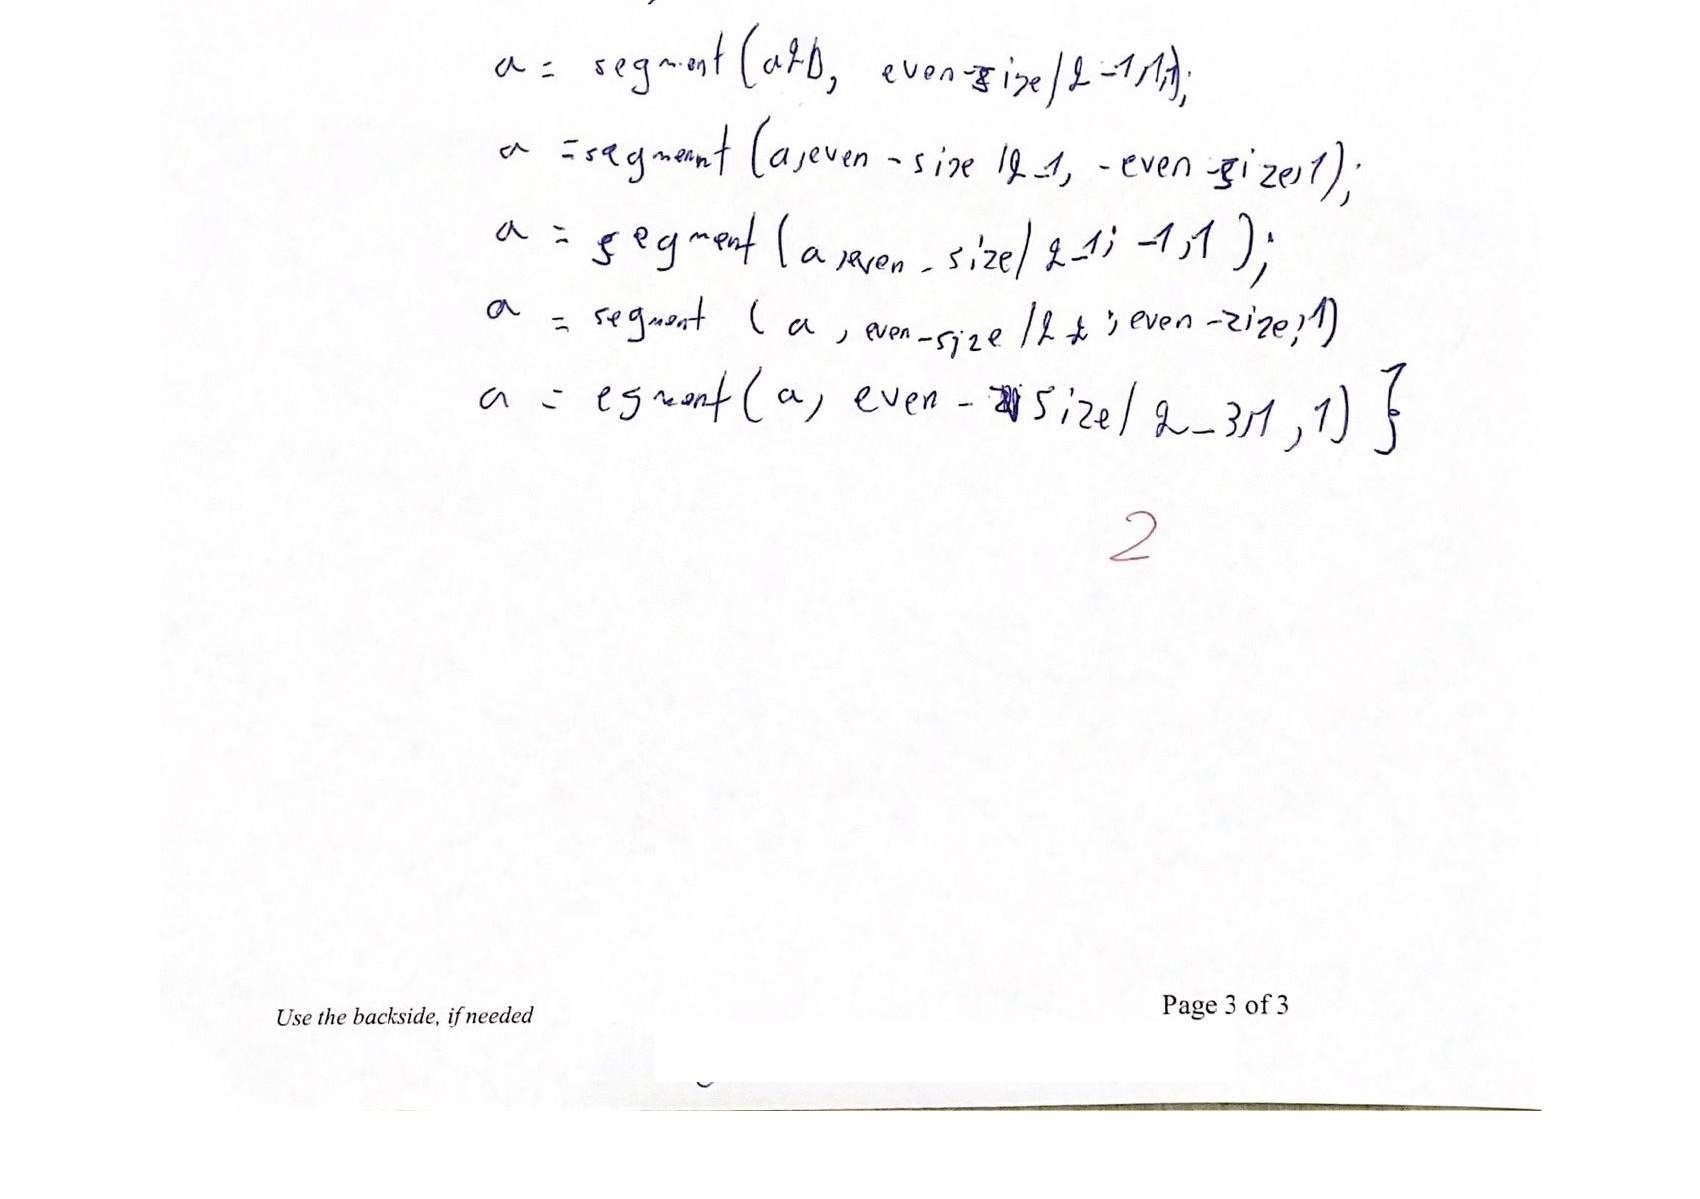 a = segment (a2D, even-size/2-1,1,1);
a =segment (a,even-size/2-1, -even-size,1);
a = segment (a,even-size/2-1; -1,1);
a = segment (a, even-size/2 ; even-size;1)
a = egment (a, even-size/2-3,1,1) }
2
Use the backside, if needed
Page 3 of 3